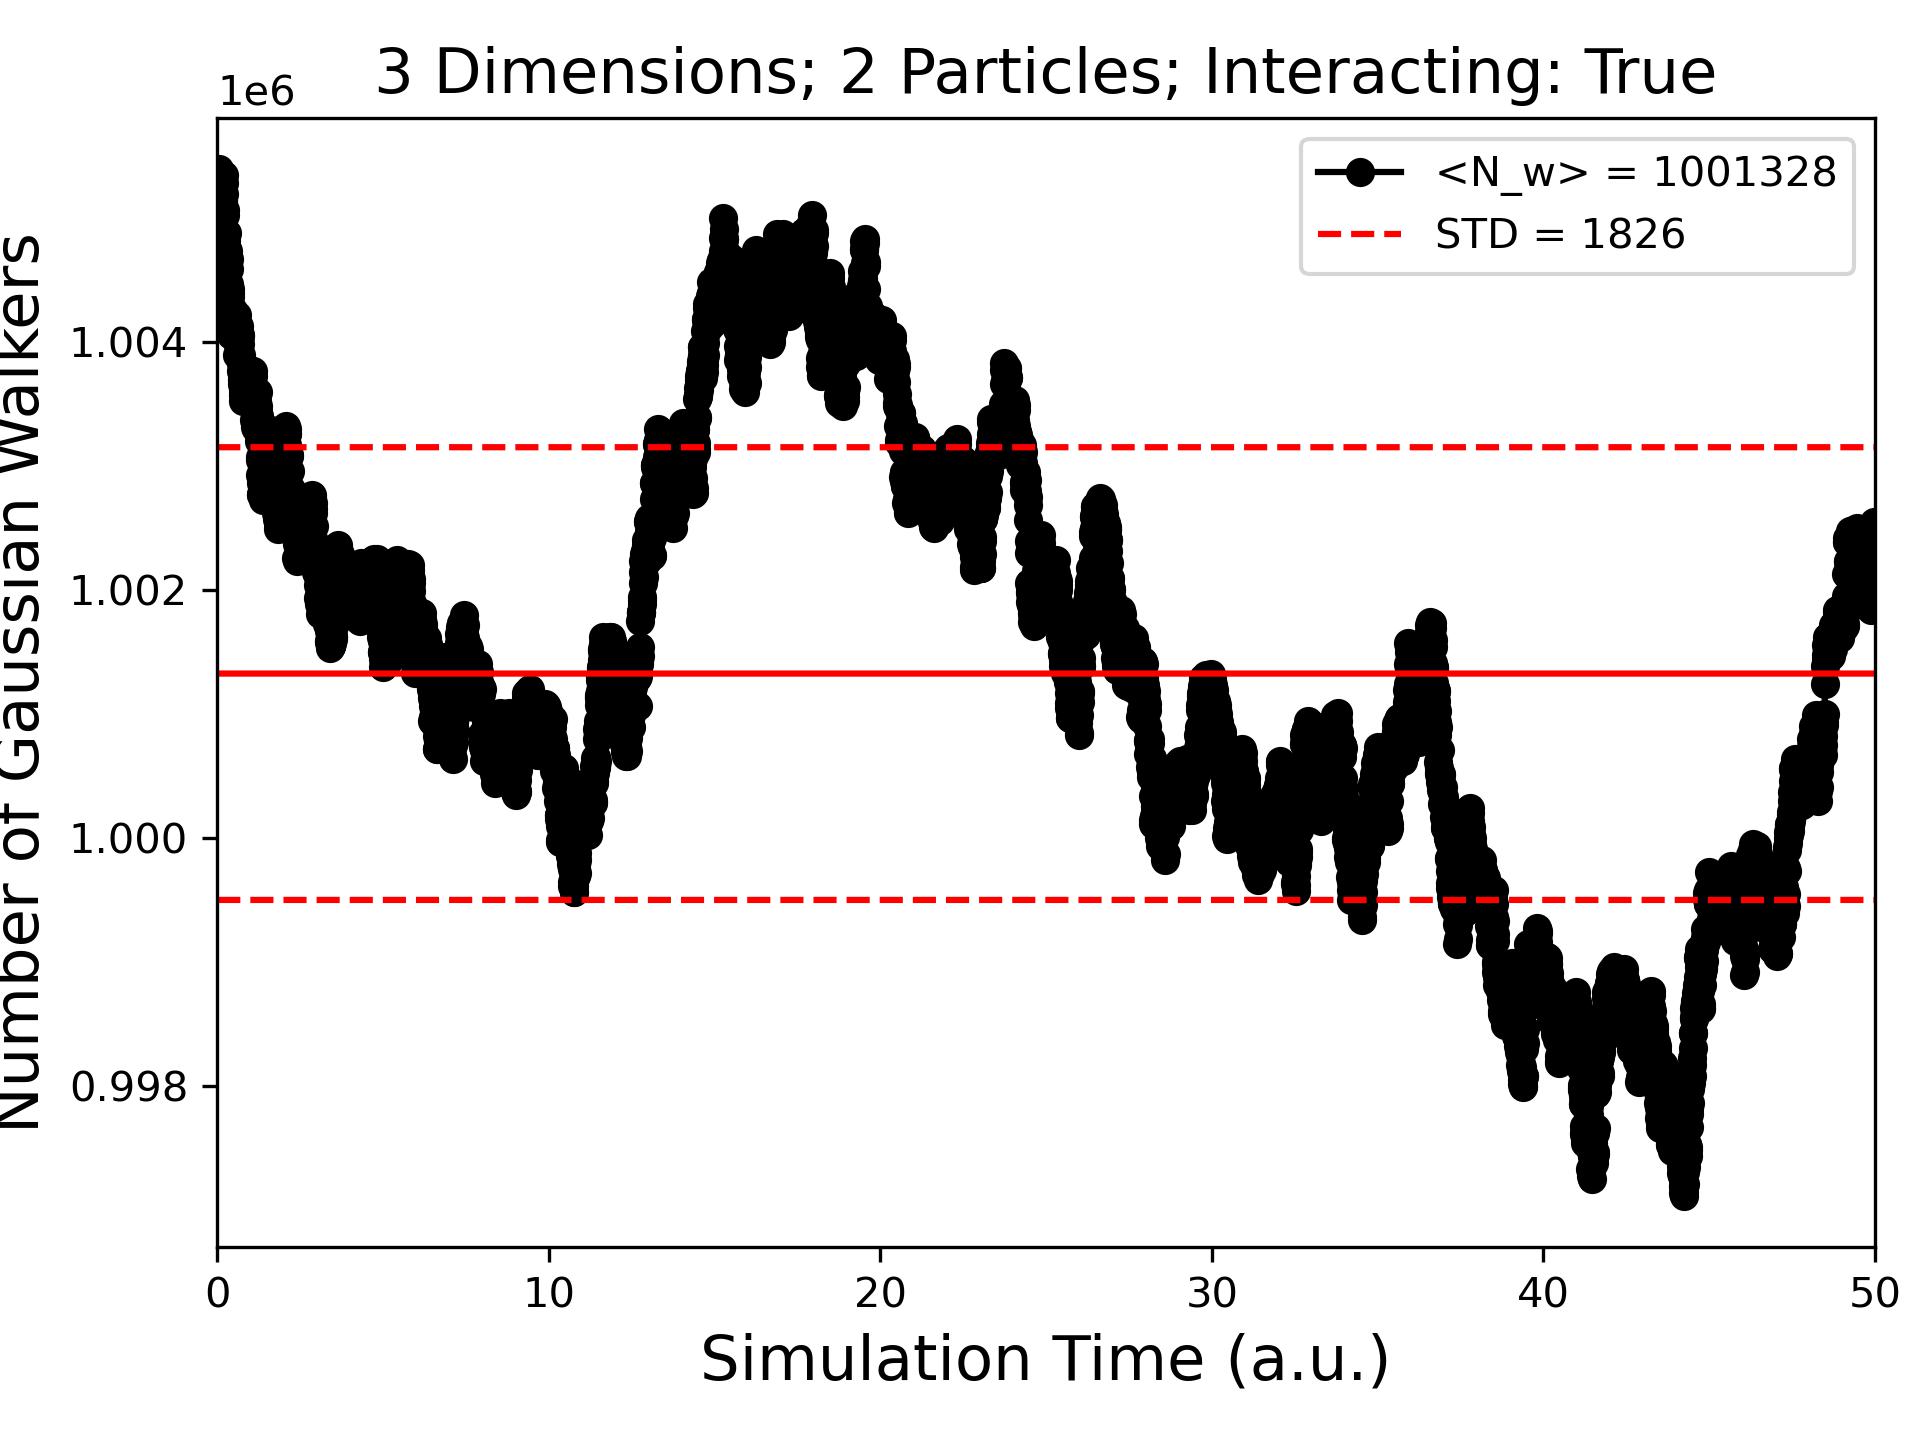 3 Dimensions; 2 Particles; Interacting: True
1e6
<N_w> = 1001328
STD = 1826
Number of Gaussian Walkers
1.004
1.002
1.000
0.998
0
10
20
30
40
50
Simulation Time (a.u.)